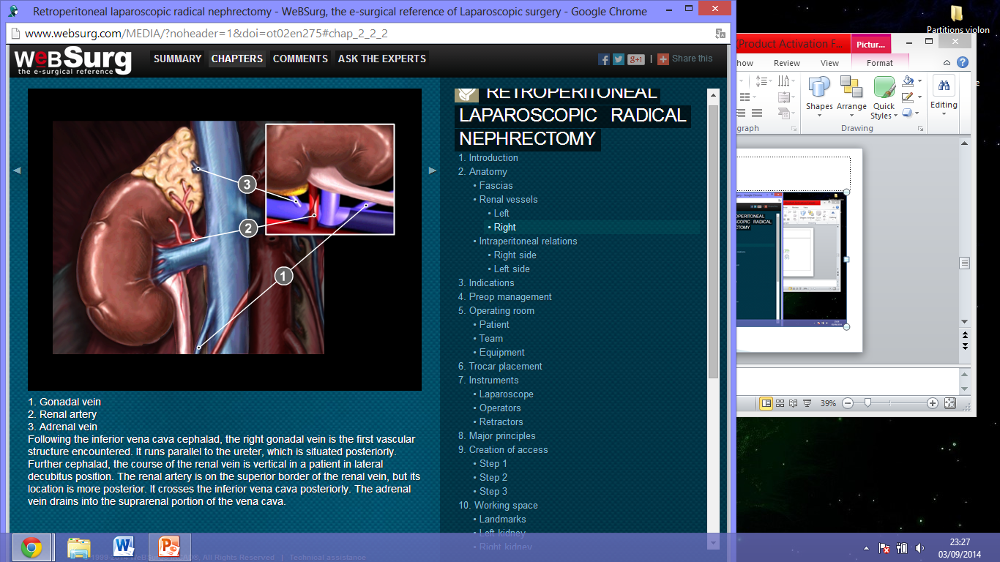 Retroperitoneal laparoscopic radical nephrectomy - WeBSurg, the e-surgical reference of Laparoscopic surgery - Google Chrome
www.websurg.com/MEDIA/?noheader=1&doi=ot02en275#chap_2_2_2
WeBSurg
the e-surgical reference
SUMMARY CHAPTERS COMMENTS ASK THE EXPERTS
g+1 | Share this
3
2
1
1. Gonadal vein
2. Renal artery
3. Adrenal vein
Following the inferior vena cava cephalad, the right gonadal vein is the first vascular
structure encountered. It runs parallel to the ureter, which is situated posteriorly.
Further cephalad, the course of the renal vein is vertical in a patient in lateral
decubitus position. The renal artery is on the superior border of the renal vein, but its
location is more posterior. It crosses the inferior vena cava posteriorly. The adrenal
vein drains into the suprarenal portion of the vena cava.
RETROPERITONEAL
LAPAROSCOPIC RADICAL
NEPHRECTOMY
1. Introduction
2. Anatomy
• Fascias
• Renal vessels
• Left
• Right
• Intraperitoneal relations
• Right side
• Left side
3. Indications
4. Preop management
5. Operating room
• Patient
• Team
• Equipment
6. Trocar placement
7. Instruments
• Laparoscope
• Operators
• Retractors
8. Major principles
9. Creation of access
• Step 1
• Step 2
• Step 3
10. Working space
• Landmarks
• Left kidney
• Right kidney
All Rights Reserved | Technical assistance
Partitions violon
(Product Activation F... Pictur...
how Review View Format
Shapes Arrange Quick Styles Editing
graph Drawing
39%
23:27
03/09/2014